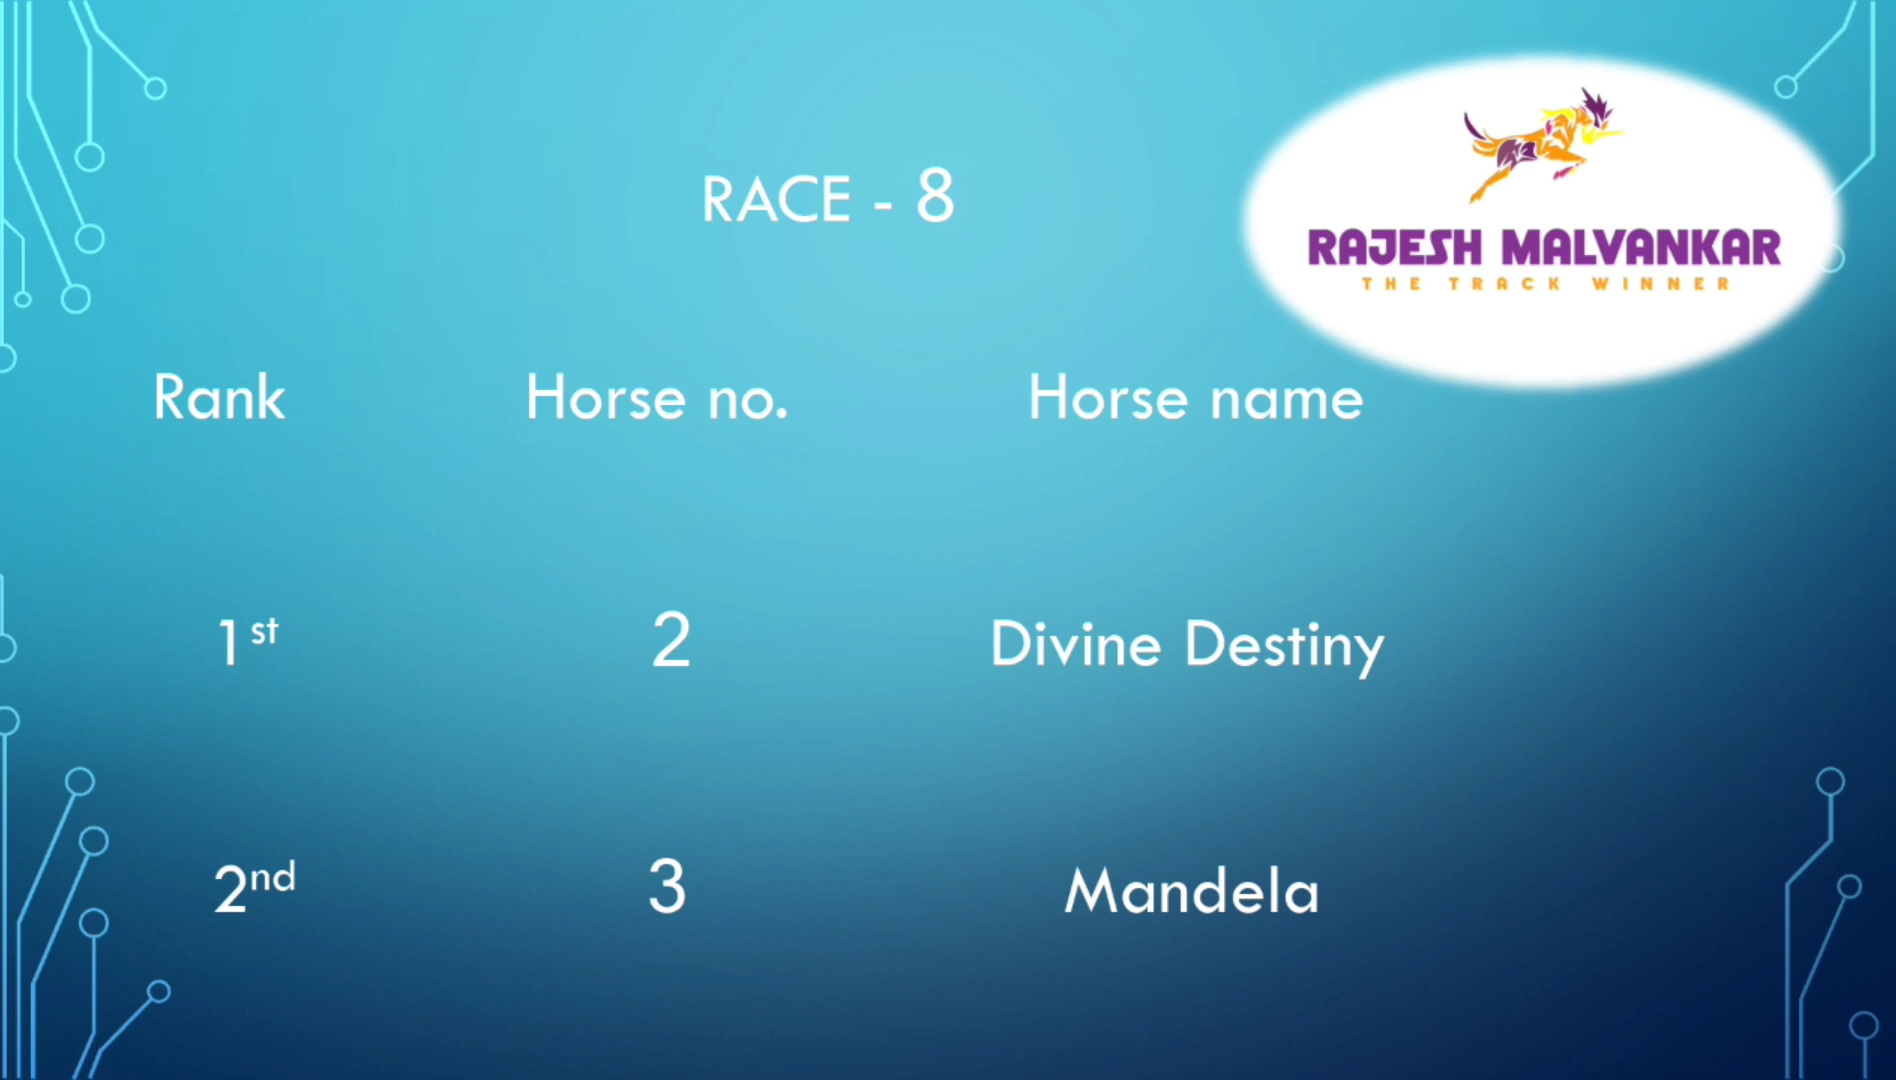 RACE - 8
RAJESH MALVANKAR
THE TRACK WINNER
Rank Horse no. Horse name
1st 2 Divine Destiny
2nd 3 Mandela